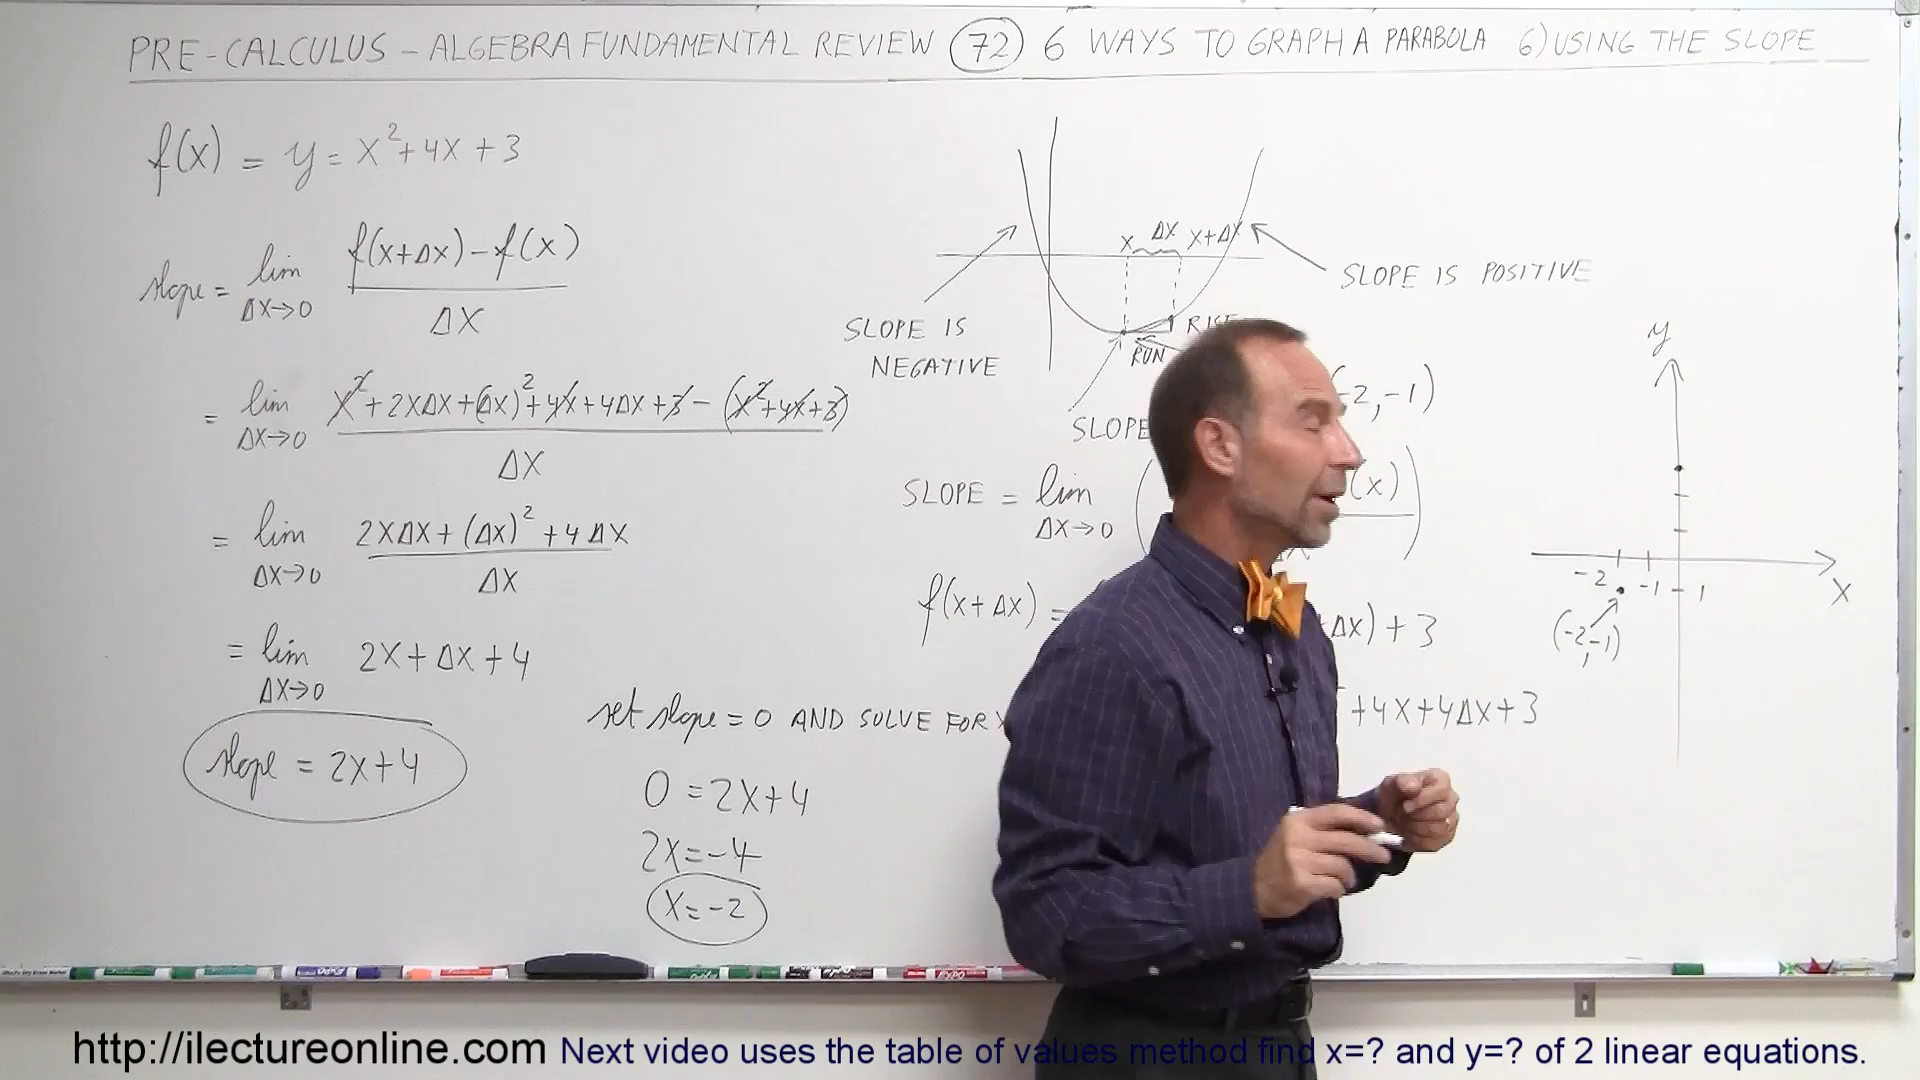 PRE-CALCULUS - ALGEBRA FUNDAMENTAL REVIEW 72 6 WAYS TO GRAPH A PARABOLA 6) USING THE SLOPE
f(x) = y = x²+4x+3
slope = lim Δx→0 f(x+Δx)-f(x) / Δx
= lim Δx→0 x²+2xΔx+(Δx)²+4x+4Δx+3-(x²+4x+3) / Δx
= lim Δx→0 2xΔx+(Δx)²+4Δx / Δx
= lim Δx→0 2x+Δx+4
slope = 2x+4
set slope = 0 AND SOLVE FOR X
0 = 2x+4
2x=-4
x=-2
x Δx x+Δx
SLOPE IS POSITIVE
SLOPE IS
NEGATIVE
RISE
RUN
SLOPE
-2,-1)
SLOPE = lim Δx→0 ( (x) )
f(x+Δx) = Δx)+3
+4x+4Δx+3
y
x
-2 -1 1
(-2,-1)
EXPO
http://ilectureonline.com Next video uses the table of values method find x=? and y=? of 2 linear equations.